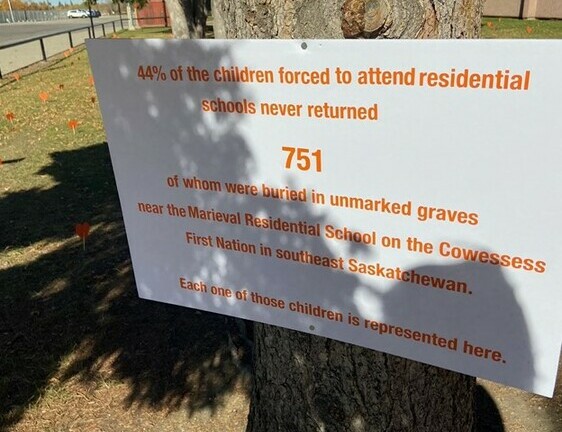 44% of the children forced to attend residential
schools never returned
751
of whom were buried in unmarked graves
near the Marieval Residential School on the Cowessess
First Nation in southeast Saskatchewan.
Each one of those children is represented here.